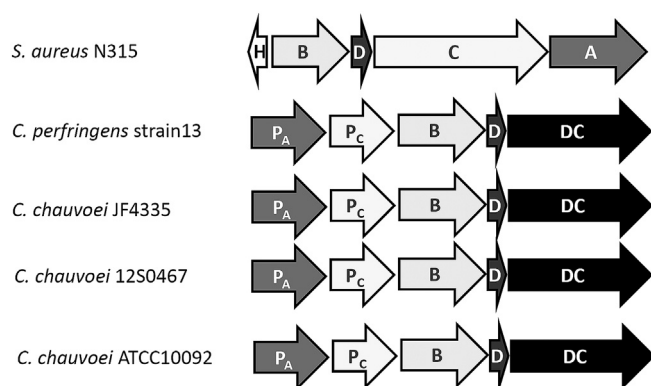 S. aureus N315 H B D C A
C. perfringens strain13 PA PC B D DC
C. chauvoei JF4335 PA PC B D DC
C. chauvoei 12S0467 PA PC B D DC
C. chauvoei ATCC10092 PA PC B D DC